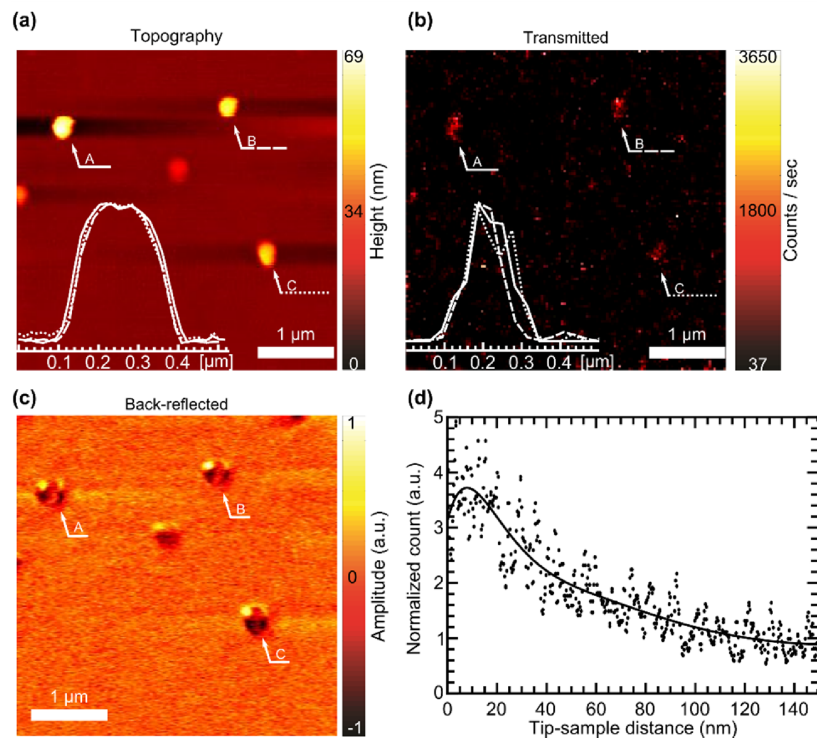 (a)
Topography
69
34
0
Height (nm)
A
B
C
0.1 0.2 0.3 0.4 [μm]
1 μm
(b)
Transmitted
3650
1800
37
Counts / sec
A
B
C
0.1 0.2 0.3 0.4 [μm]
1 μm
(c)
Back-reflected
1
0
-1
Amplitude (a.u.)
A
B
C
1 μm
(d)
5
4
3
2
1
0
Normalized count (a.u.)
0 20 40 60 80 100 120 140
Tip-sample distance (nm)